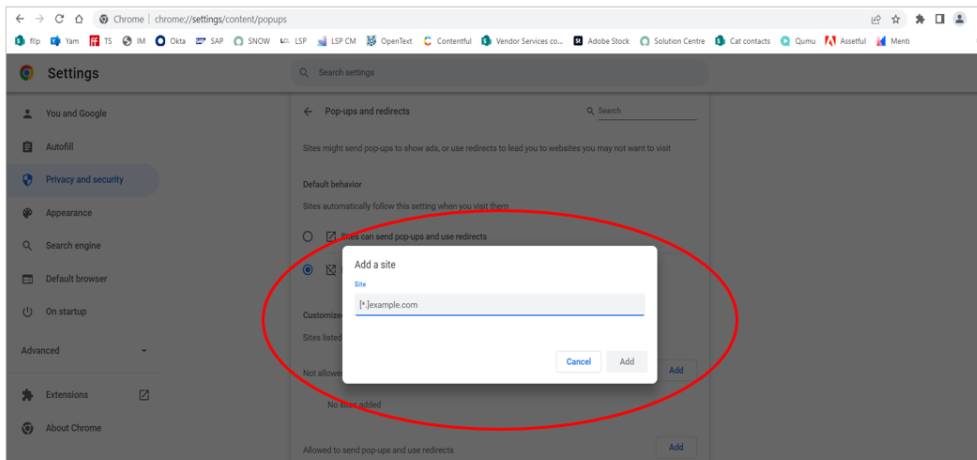 Chrome | chrome://settings/content/popups
flip Yam TS IM Okta SAP SNOW LSP LSP CM OpenText Contentful Vendor Services co... Adobe Stock Solution Centre Cat contacts Qumu Assetful Menti
Settings
Search settings
You and Google
Pop-ups and redirects
Search
Autofill
Sites might send pop-ups to show ads, or use redirects to lead you to websites you may not want to visit
Privacy and security
Default behavior
Sites automatically follow this setting when you visit them
Appearance
Sites can send pop-ups and use redirects
Search engine
Add a site
Default browser
Site
[*.]example.com
On startup
Customize
Sites listed
Advanced
Cancel
Add
Not allowe
Add
Extensions
No sites added
About Chrome
Allowed to send pop-ups and use redirects
Add